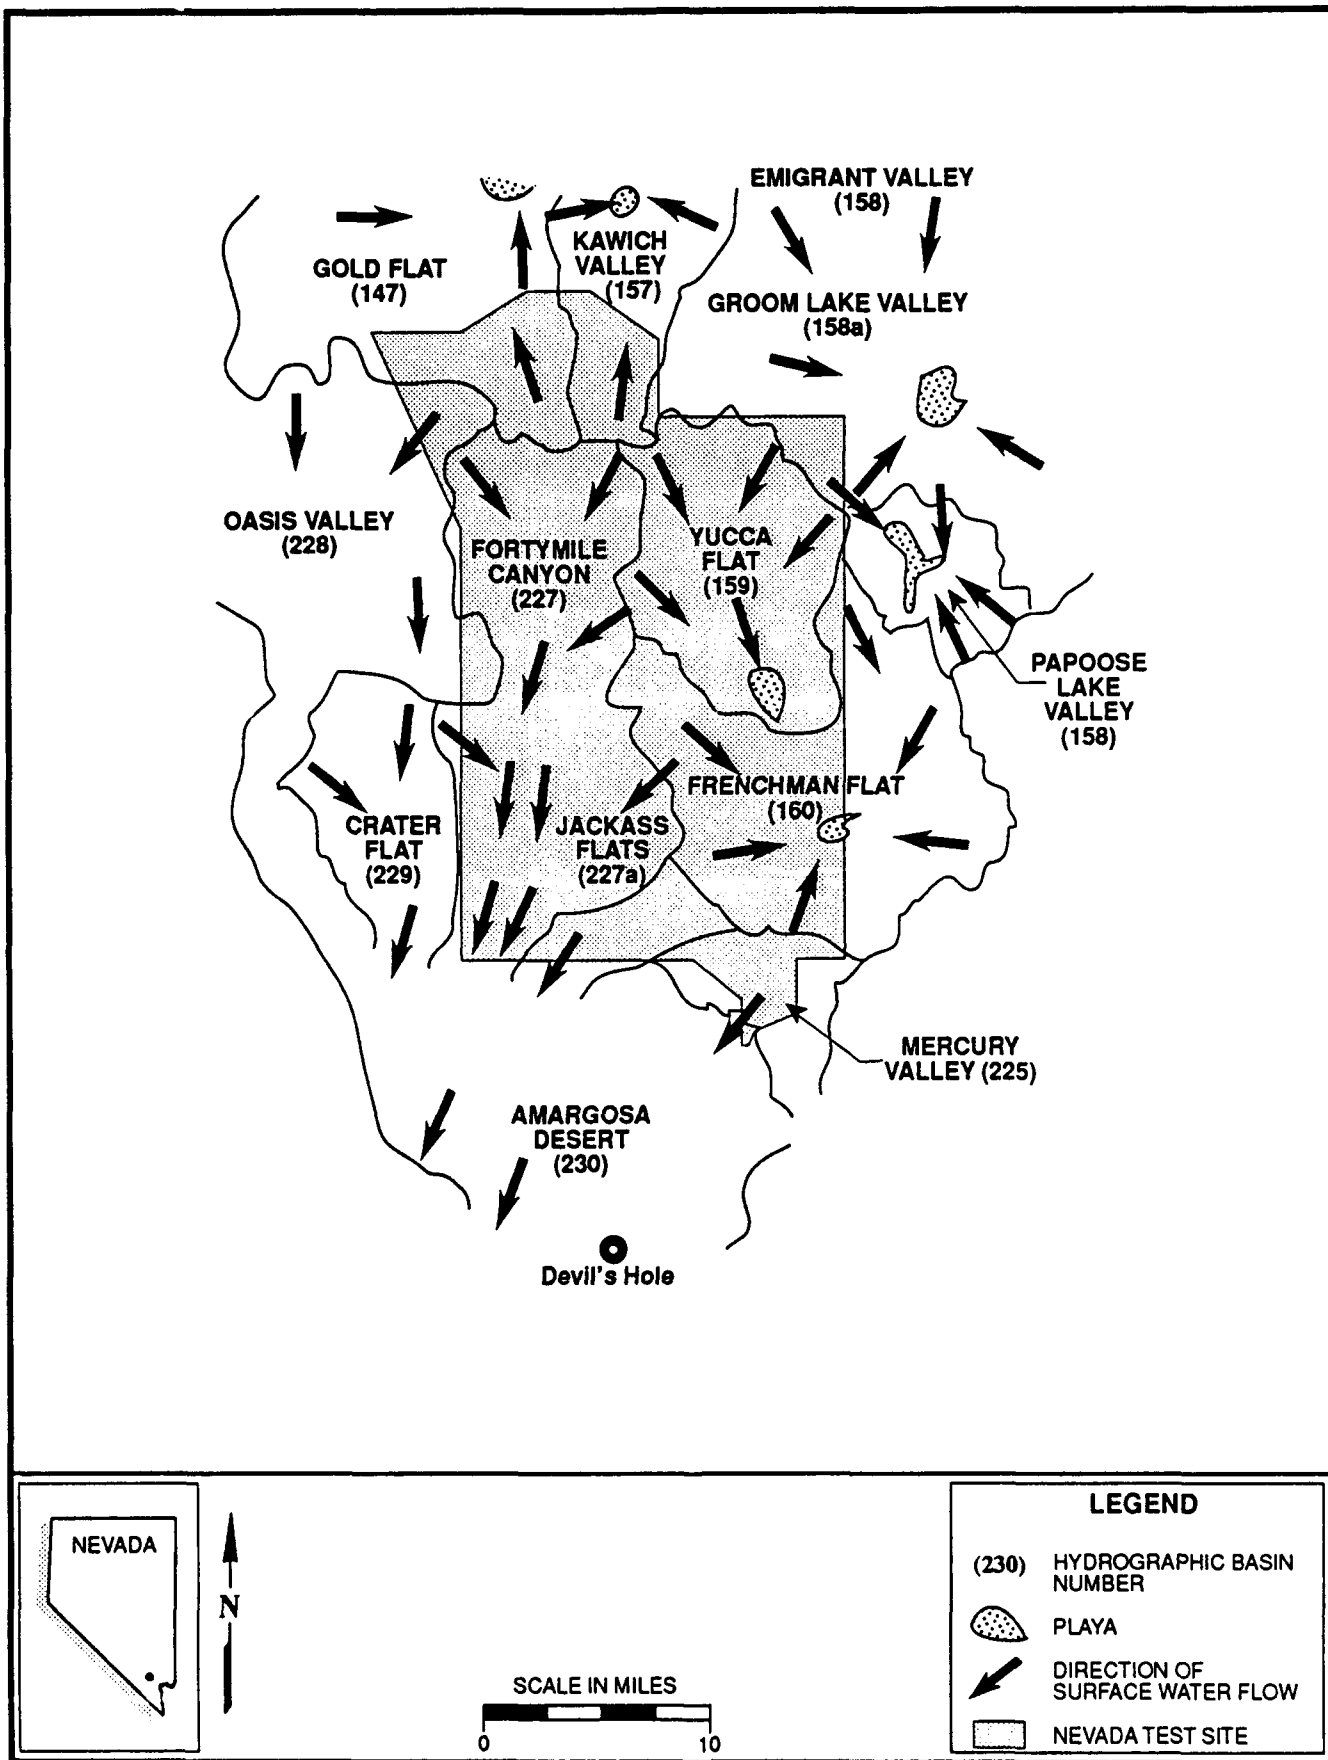 EMIGRANT VALLEY
(158)
KAWICH
VALLEY
(157)
GOLD FLAT
(147)
GROOM LAKE VALLEY
(158a)
OASIS VALLEY
(228)
FORTYMILE
CANYON
(227)
YUCCA
FLAT
(159)
PAPOOSE
LAKE
VALLEY
(158)
FRENCHMAN FLAT
(160)
CRATER
FLAT
(229)
JACKASS
FLATS
(227a)
MERCURY
VALLEY (225)
AMARGOSA
DESERT
(230)
Devil's Hole
NEVADA
N
SCALE IN MILES
0 10
LEGEND
(230) HYDROGRAPHIC BASIN
NUMBER
PLAYA
DIRECTION OF
SURFACE WATER FLOW
NEVADA TEST SITE